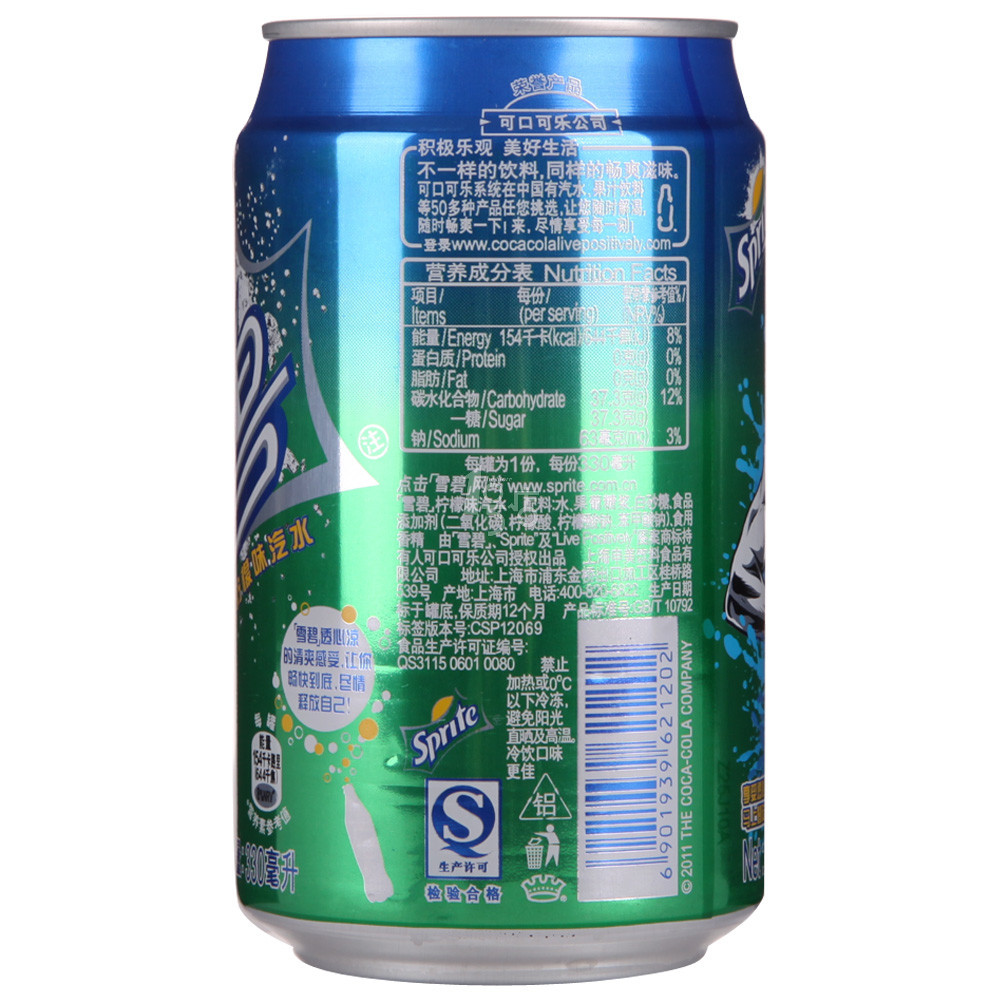 荣誉产品
可口可乐公司
积极乐观 美好生活
不一样的饮料,同样的畅爽滋味。
可口可乐系统在中国有汽水,果汁饮料
等50多种产品任您挑选,让您随时解渴,
随时畅爽一下!来,尽情享受每一刻!
登录www.cocacolalivepositively.com
营养成分表 Nutrition Facts
项目/ 每份/
Items (per serving) (NRV%)
能量/Energy 154千卡(kcal) 8%
蛋白质/Protein 0克(g) 0%
脂肪/Fat 0克(g) 0%
碳水化合物/Carbohydrate 37.3克(g) 12%
一糖/Sugar 37.3克(g)
钠/Sodium 3%
每罐为1份, 每份330毫升
点击「雪碧」网站 www.sprite.com.cn
「雪碧」柠檬味汽水 配料:水,果葡糖浆,白砂糖,食品
添加剂(二氧化碳,柠檬酸,柠檬酸钠,),食用
香精 由「雪碧」、Sprite"及"Live Positively"商标持
有人可口可乐公司授权出品 饮料食品有
限公司 地址:上海市浦东金桥出口加工区桂桥路
539号 产地:上海市 电话:400-820- 生产日期
标于罐底,保质期12个月 产品标准号:GB/T 10792
标签版本号:CSP12069
食品生产许可证编号:
QS3115 0601 0080
禁止
加热或0°C
以下冷冻,
避免阳光
直晒及高温。
冷饮口味
更佳
Sprite
铝
QS
生产许可
检验合格
6 901939 621202
© 2011 THE COCA-COLA COMPANY
注
味汽水
「雪碧」透心凉
的清爽感受,让你
畅快到底,尽情
释放自己!
每罐
能量
营养素参考值
330毫升
Spri
Net